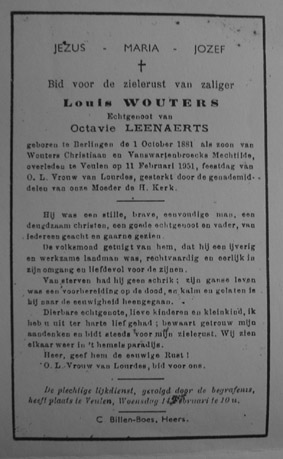 JEZUS - MARIA - JOZEF
Bid voor de zielerust van zaliger
Louis WOUTERS
Echtgenoot van
Octavie LEENAERTS
geboren te Berlingen de 1 October 1881 als zoon van
Wouters Christiaan en Vanswartenbroeckx Mechtilde,
overleden te Veulen op 11 Februari 1951, feestdag van
O. L. Vrouw van Lourdes, gesterkt door de genademid-
delen van onze Moeder de H. Kerk.
Hij was een stille, brave, eenvoudige man, een
deugdzaam christen, een goede echtgenoot en vader, van
iedereen geacht en gaarne gezien.
De volksmond getuigt van hem, dat hij een ijverig
en werkzame landman was, rechtvaardig en eerlijk in
zijn omgang en liefdevol voor de zijnen.
Van sterven had hij geen schrik; zijn ganse leven
was een voorbereiding op de dood, en kalm en gelaten is
hij naar de eeuwigheid heengegaan.
Dierbare echtgenote, lieve kinderen en kleinkind, ik
heb u uit ter harte lief gehad; bewaart getrouw mijn
aandenken en bidt steeds voor mijn zielerust. Wij zien
elkaar weer in 't hemels paradijs.
Heer, geef hem de eeuwige Rust!
O. L. Vrouw van Lourdes, bid voor ons.
De plechtige lijkdienst, gevolgd door de begrafenis,
heeft plaats te Veulen, Woensdag Februari te 10 u.
C. Billen-Boes, Heers.